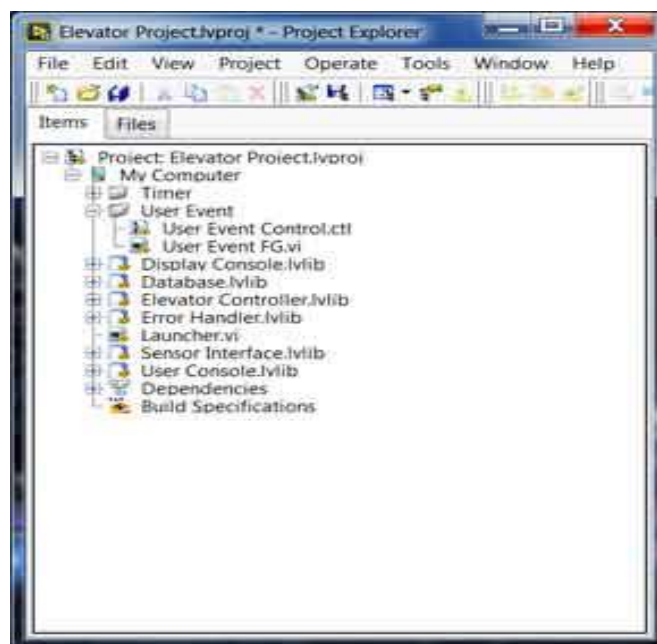 Elevator Project.lvproj * - Project Explorer
File Edit View Project Operate Tools Window Help
Items Files
Project: Elevator Project.lvproj
My Computer
Timer
User Event
User Event Control.ctl
User Event FG.vi
Display Console.lvlib
Database.lvlib
Elevator Controller.lvlib
Error Handler.lvlib
Launcher.vi
Sensor Interface.lvlib
User Console.lvlib
Dependencies
Build Specifications